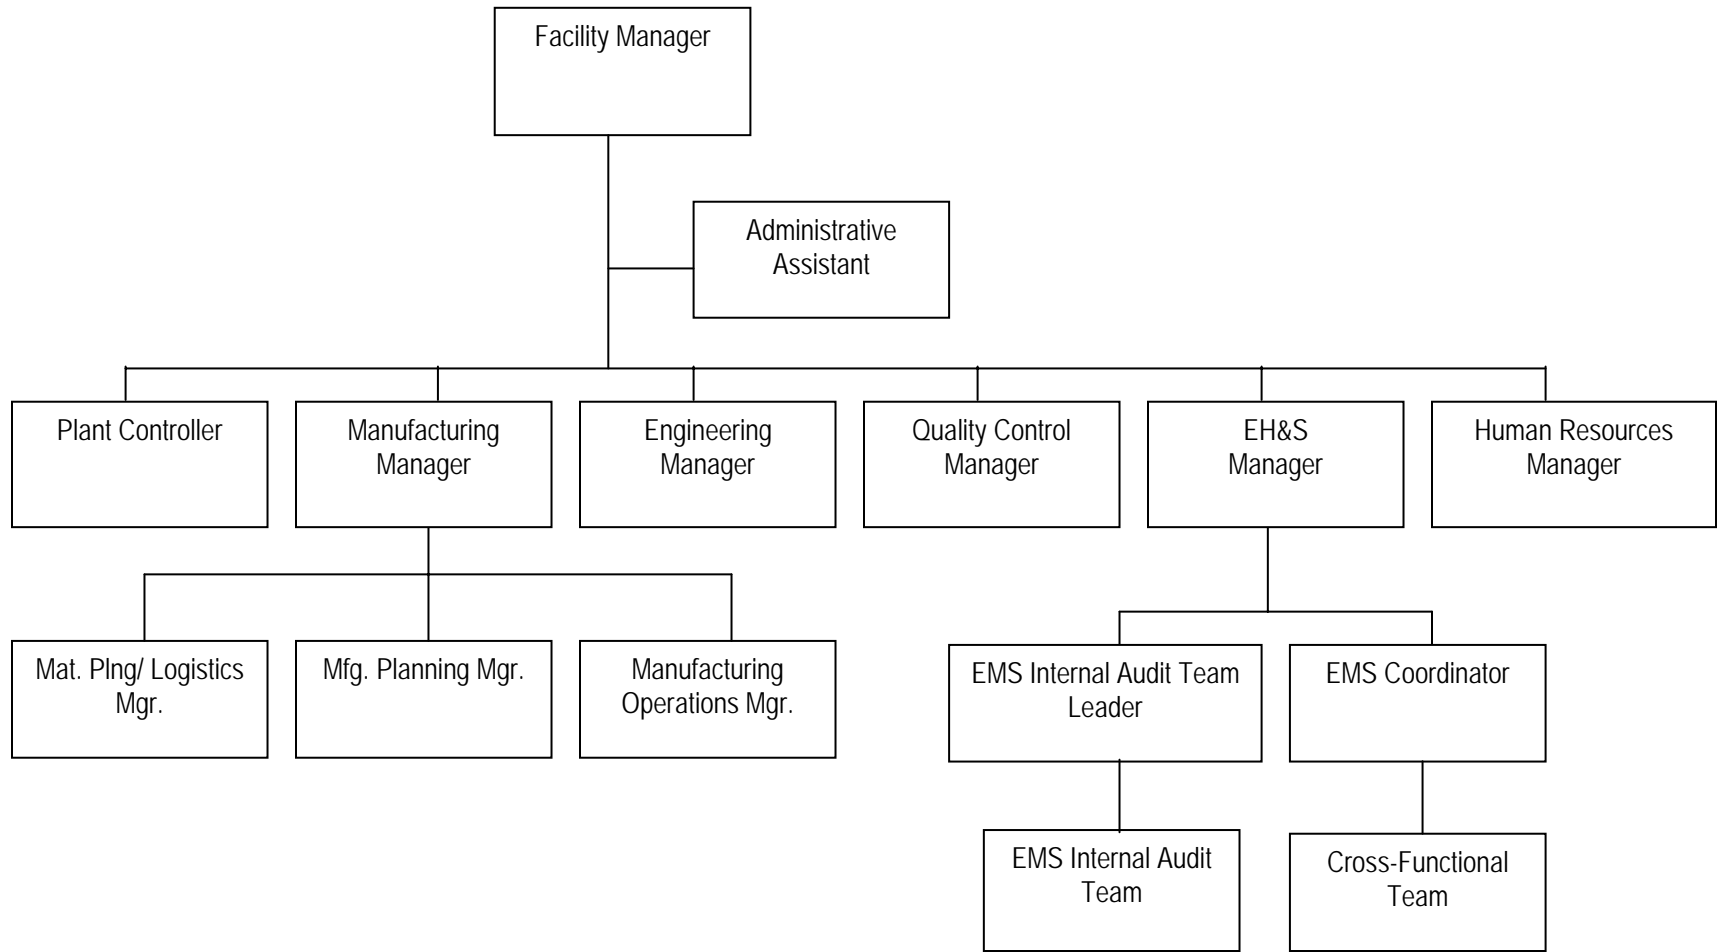 Facility Manager
Administrative
Assistant
Plant Controller
Manufacturing
Manager
Engineering
Manager
Quality Control
Manager
EH&S
Manager
Human Resources
Manager
Mat. Plng/ Logistics
Mgr.
Mfg. Planning Mgr.
Manufacturing
Operations Mgr.
EMS Internal Audit Team
Leader
EMS Coordinator
EMS Internal Audit
Team
Cross-Functional
Team